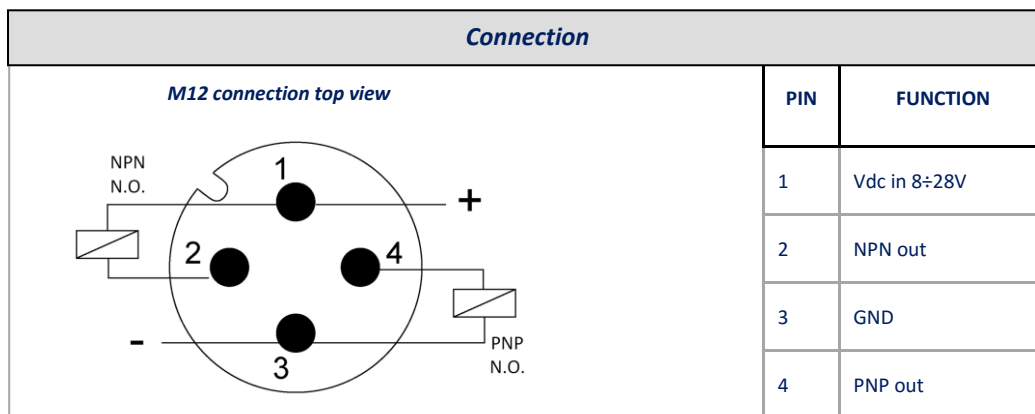 Connection
M12 connection top view
NPN
N.O.
1
+
2
4
-
3
PNP
N.O.
PIN FUNCTION
1 Vdc in 8÷28V
2 NPN out
3 GND
4 PNP out